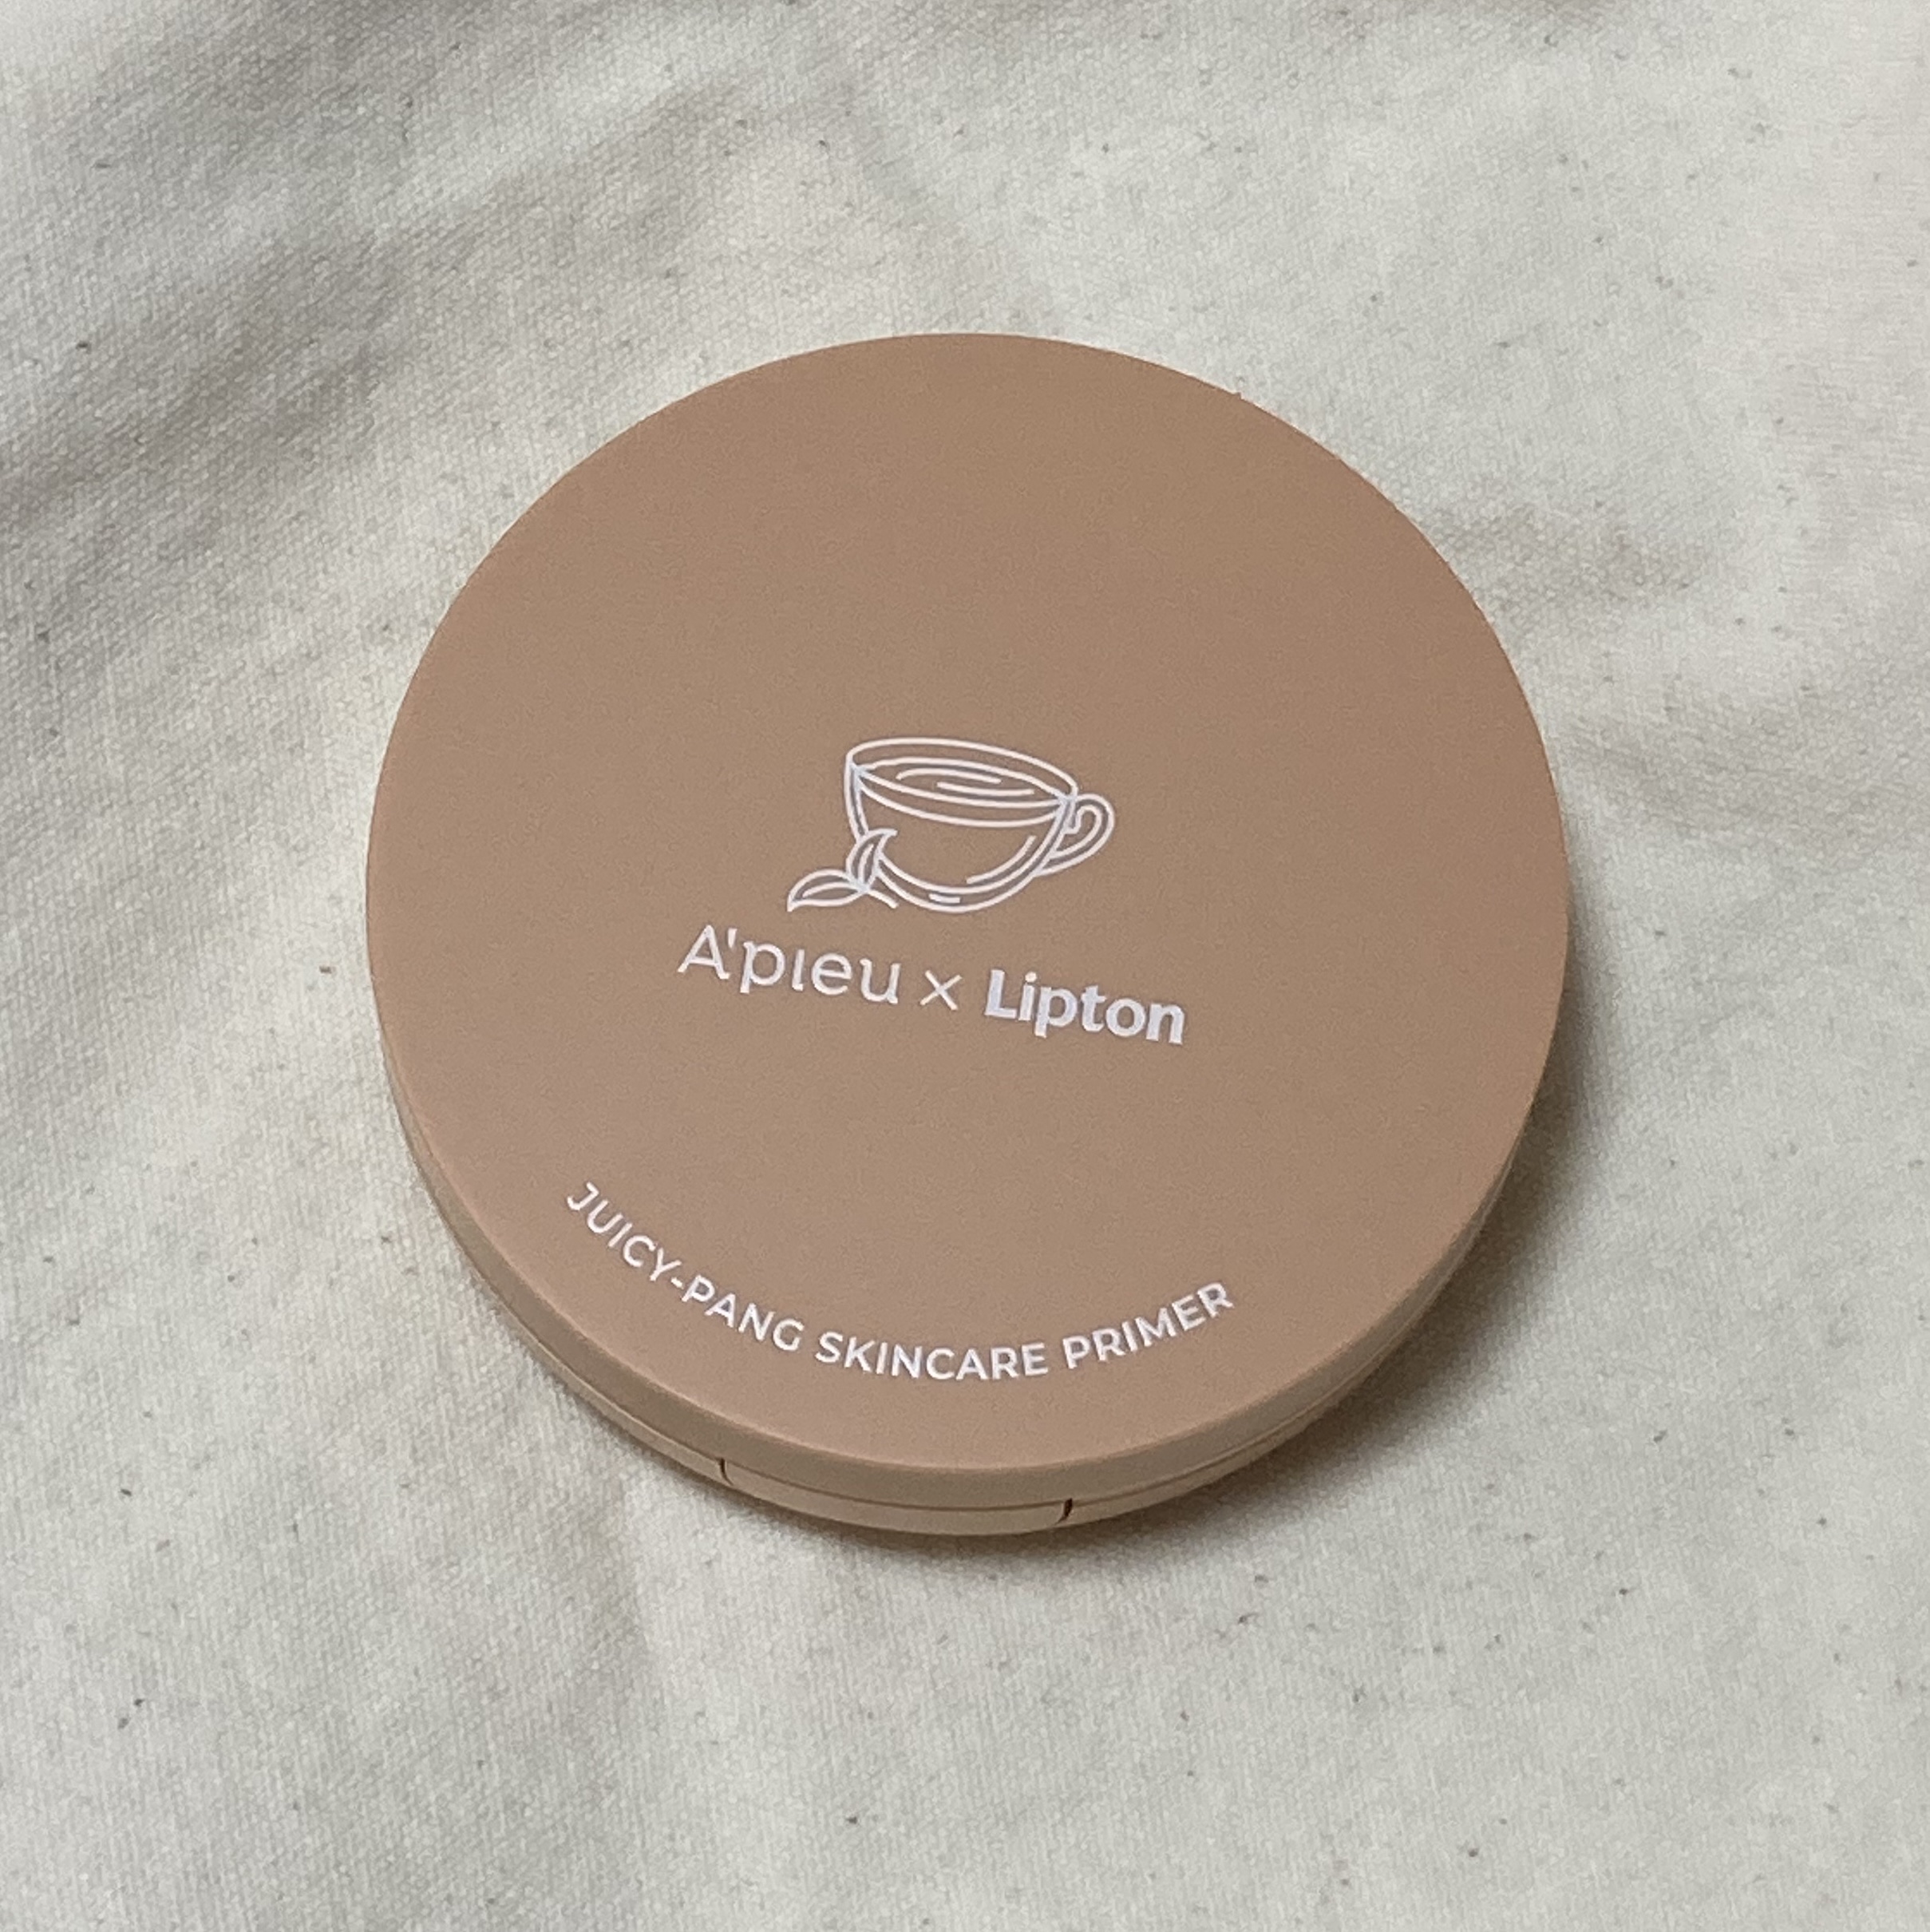 A'pieu × Lipton
JUICY-PANG SKINCARE PRIMER